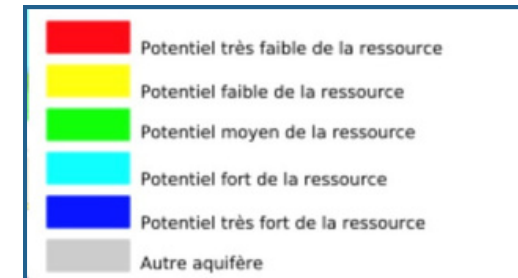 Potentiel très faible de la ressource
Potentiel faible de la ressource
Potentiel moyen de la ressource
Potentiel fort de la ressource
Potentiel très fort de la ressource
Autre aquifère